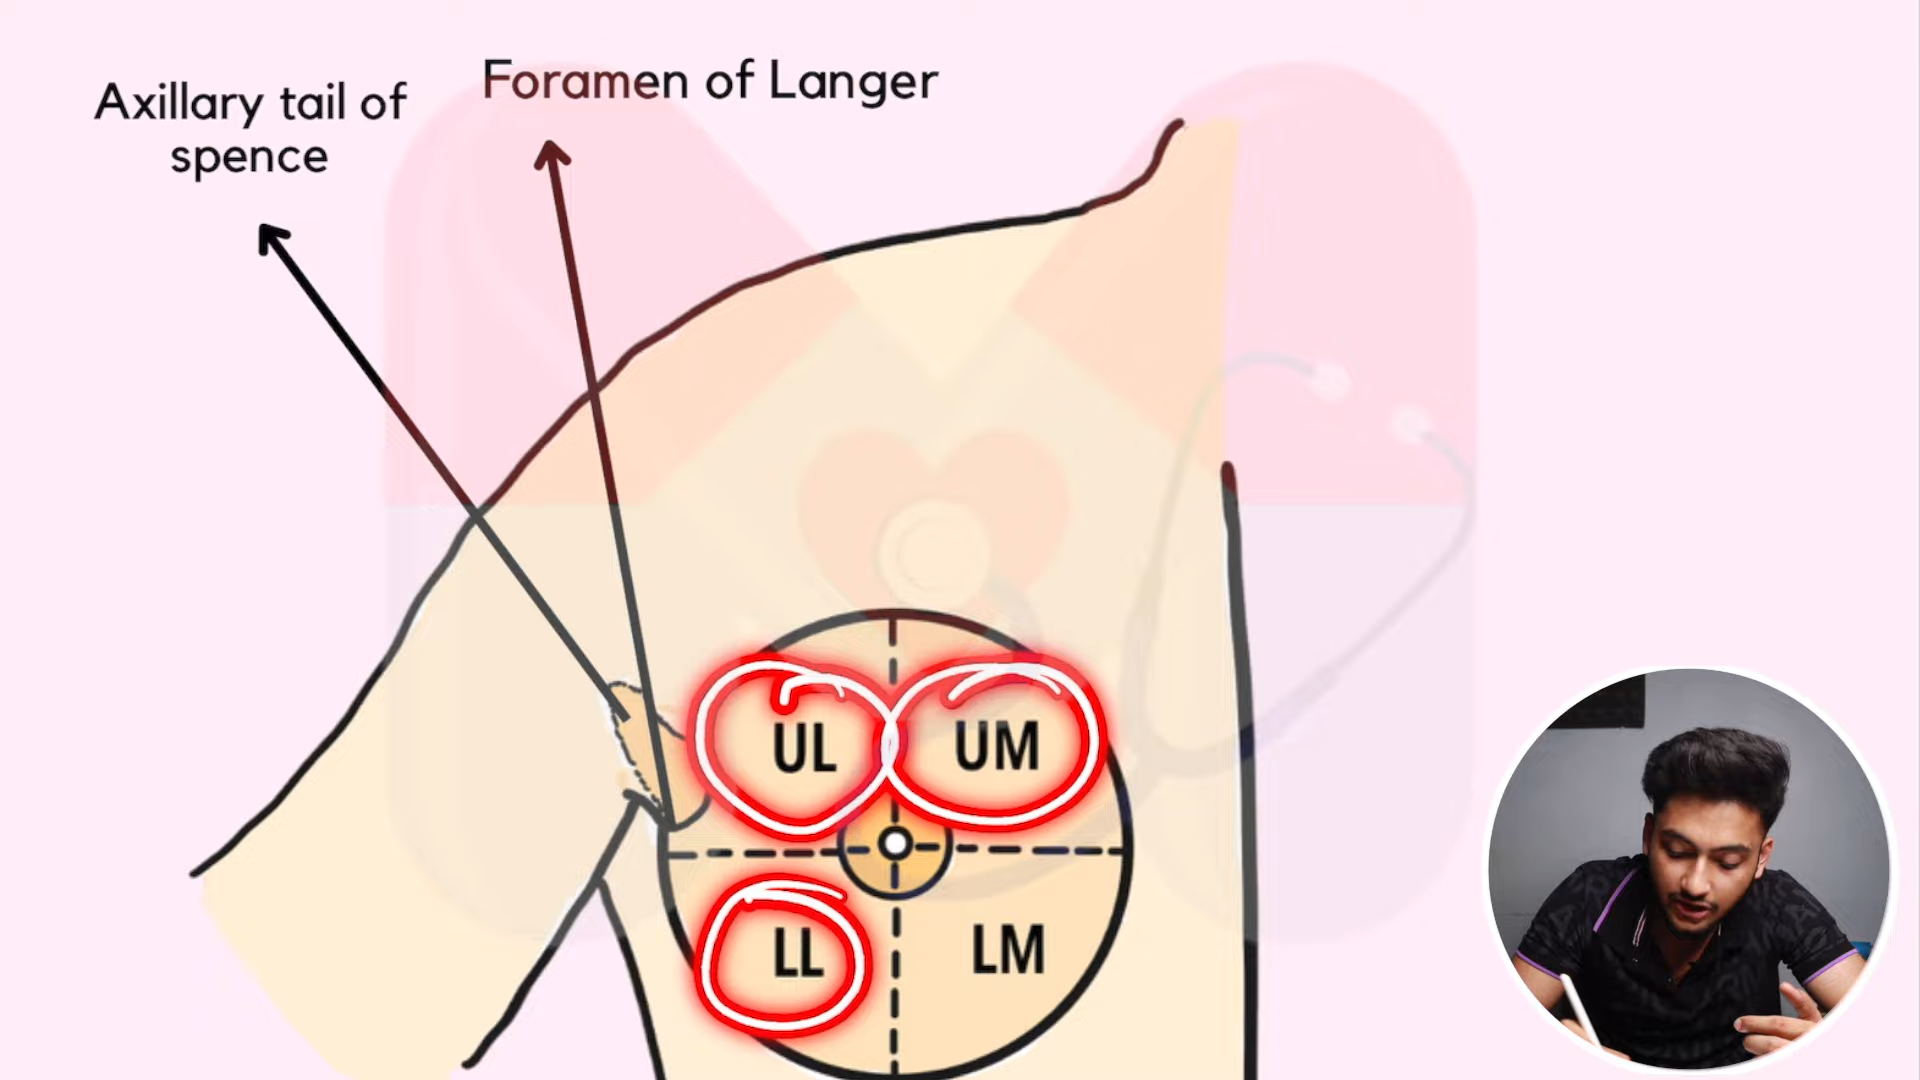 Axillary tail of
spence
Foramen of Langer
UL
UM
LL
LM